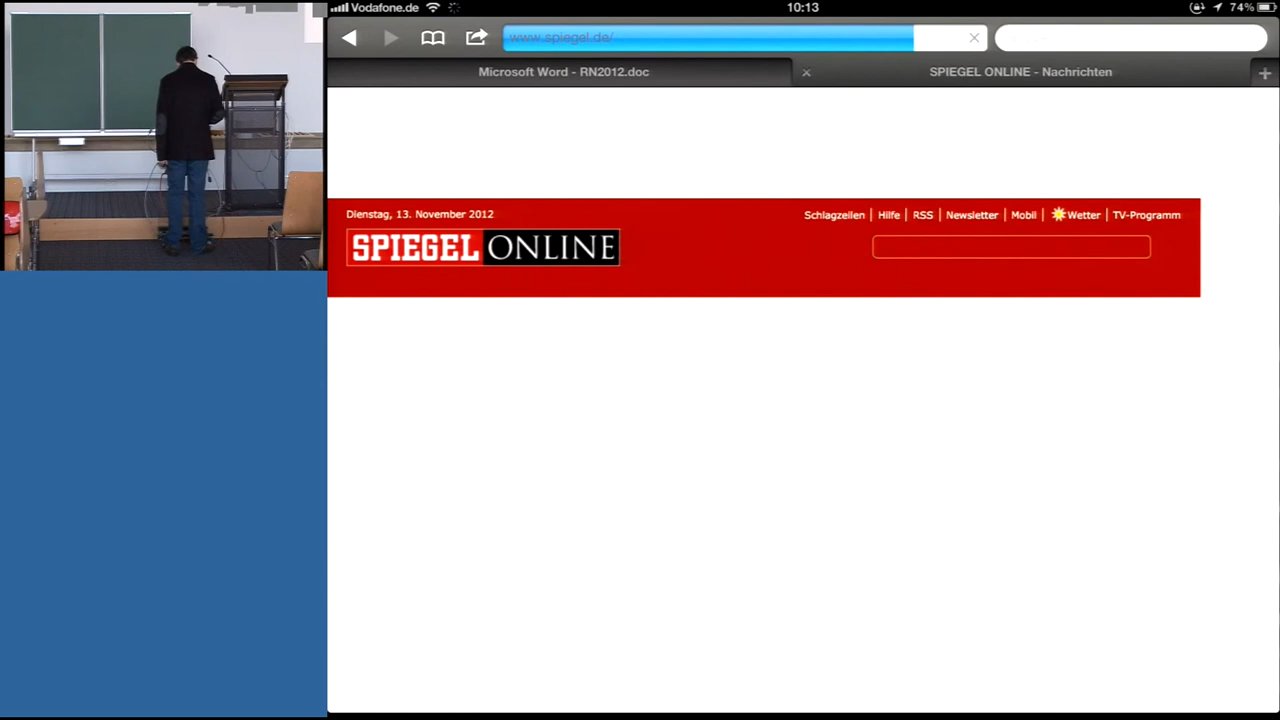 Vodafone.de
10:13
74%
www.spiegel.de/
Microsoft Word - RN2012.doc
SPIEGEL ONLINE - Nachrichten
Dienstag, 13. November 2012
Schlagzeilen | Hilfe | RSS | Newsletter | Mobil | Wetter | TV-Programm
SPIEGEL ONLINE